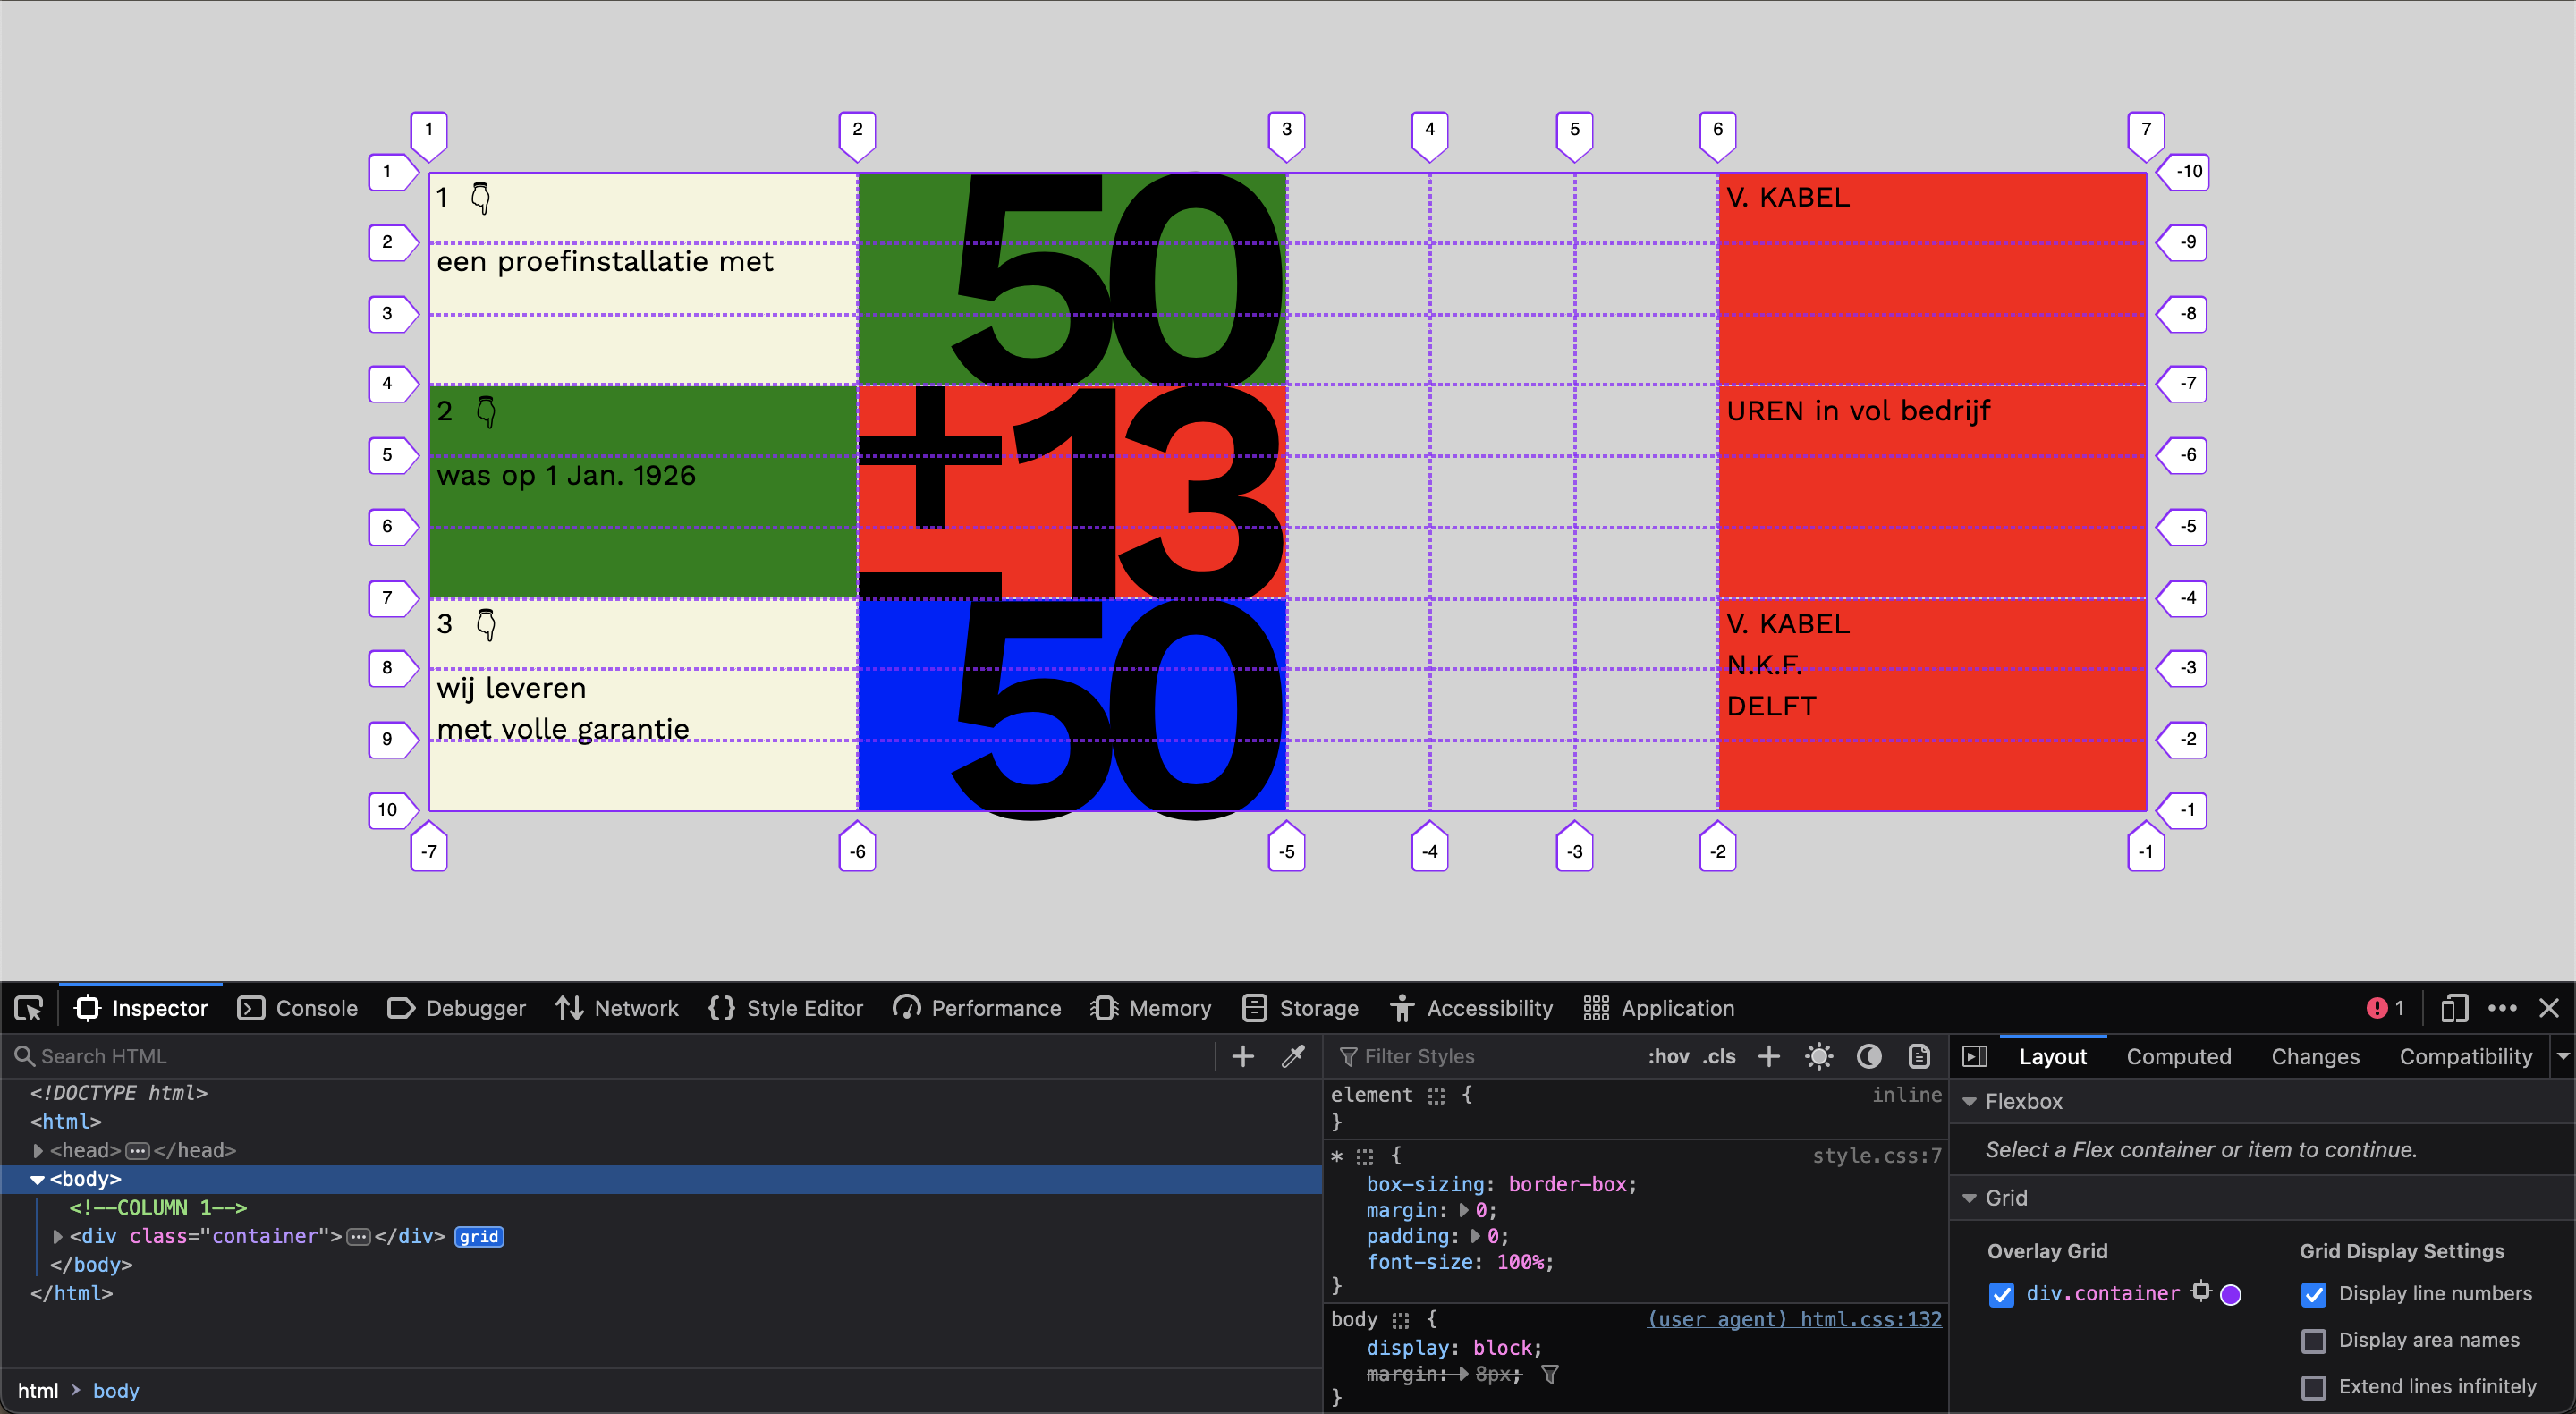 1 2 3 4 5 6 7
1 -10
1 👇 50 V. KABEL
2 -9
een proefinstallatie met
3 -8
4 -7
2 👇 ±13 UREN in vol bedrijf
5 -6
was op 1 Jan. 1926
6 -5
7 -4
3 👇 50 V. KABEL
N.K.F.
8 -3
wij leveren DELFT
met volle garantie
9 -2
10 -1
-7 -6 -5 -4 -3 -2 -1
Inspector Console Debugger Network {} Style Editor Performance Memory Storage Accessibility Application 1
Search HTML
<!DOCTYPE html>
<html>
<head> ⋯ </head>
<body>
<!--COLUMN 1-->
<div class="container"> ⋯ </div> grid
</body>
</html>
html > body
Filter Styles :hov .cls
element { inline
}
* { style.css:7
box-sizing: border-box;
margin: 0;
padding: 0;
font-size: 100%;
}
body { (user agent) html.css:132
display: block;
margin: 8px;
}
Layout Computed Changes Compatibility
Flexbox
Select a Flex container or item to continue.
Grid
Overlay Grid
div.container
Grid Display Settings
Display line numbers
Display area names
Extend lines infinitely